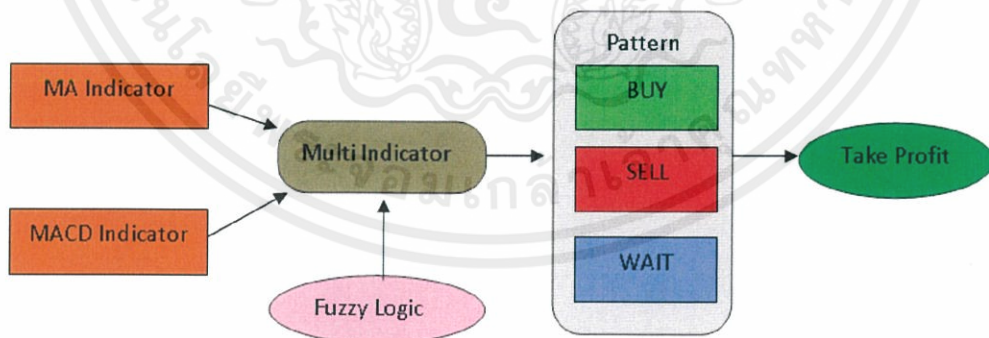 Pattern
MA Indicator
BUY
Multi Indicator
SELL
Take Profit
MACD Indicator
WAIT
Fuzzy Logic